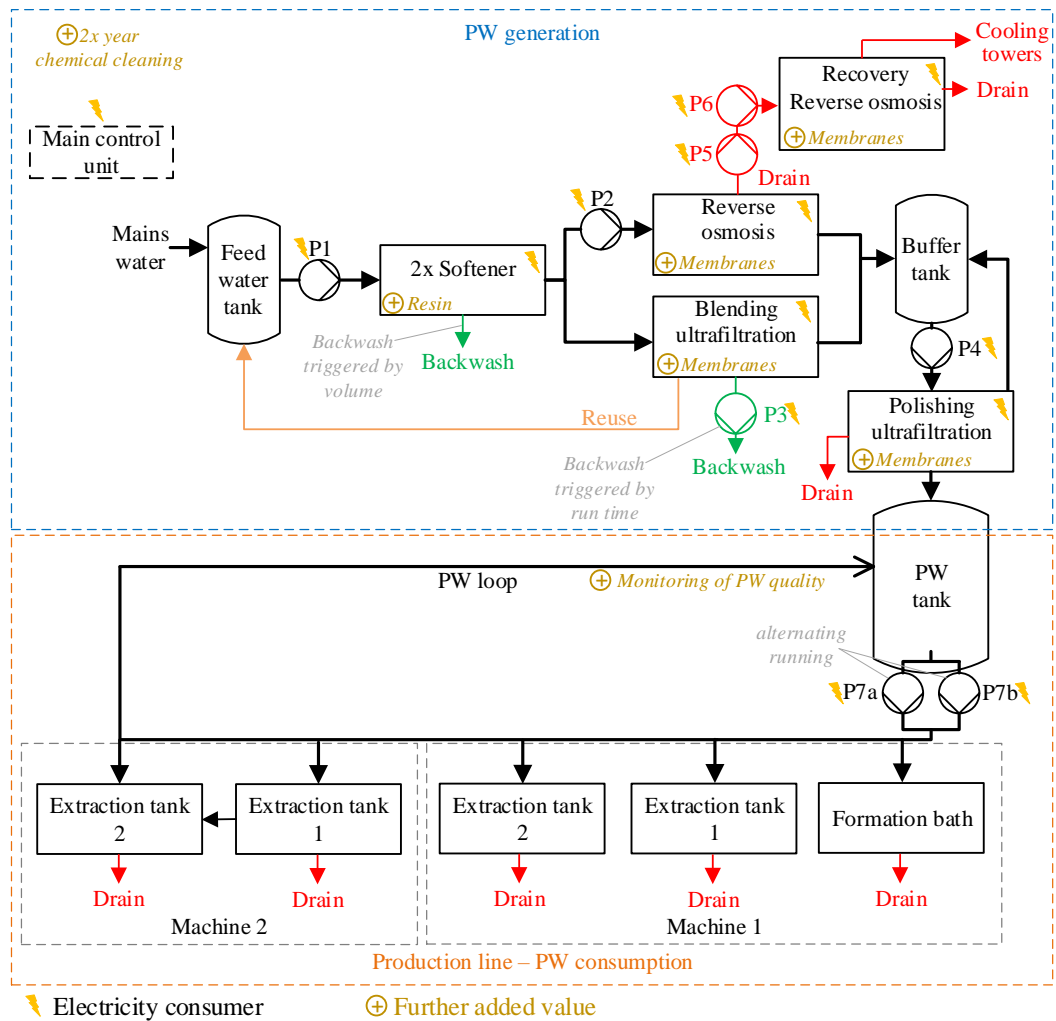 PW generation
2x year
chemical cleaning
Main control
unit
Cooling
towers
Recovery
Reverse osmosis
Membranes
Drain
P6
P5
Drain
P2
Reverse
osmosis
Membranes
Mains
water
Feed
water
tank
P1
2x Softener
Resin
Backwash
triggered by
volume
Backwash
Blending
ultrafiltration
Membranes
Buffer
tank
P4
Reuse
P3
Backwash
Backwash
triggered by
run time
Polishing
ultrafiltration
Membranes
Drain
PW loop
Monitoring of PW quality
PW
tank
alternating
running
P7a
P7b
Extraction tank
2
Extraction tank
1
Extraction tank
2
Extraction tank
1
Formation bath
Drain
Drain
Drain
Drain
Drain
Machine 2
Machine 1
Production line – PW consumption
Electricity consumer
Further added value